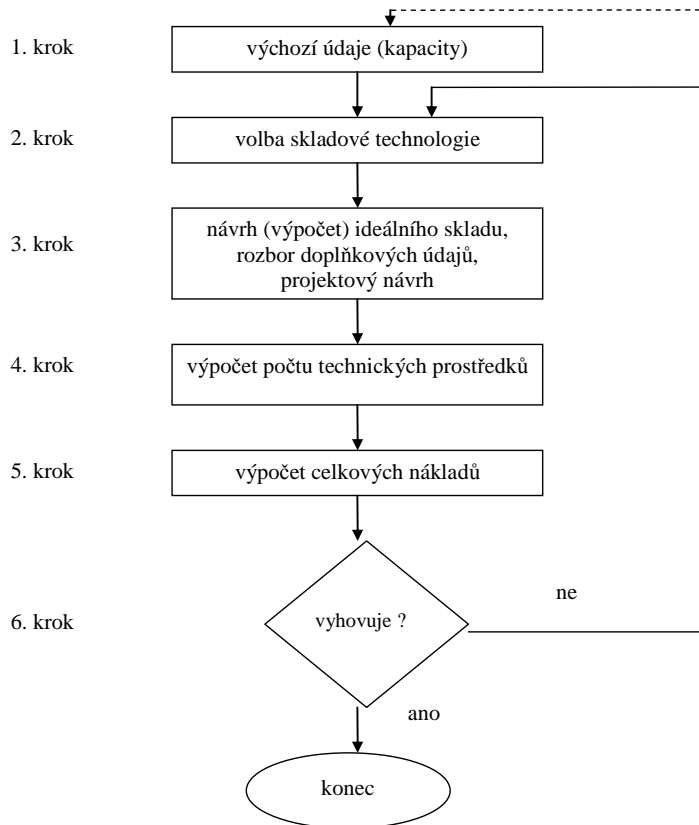 1. krok
výchozí údaje (kapacity)
2. krok
volba skladové technologie
3. krok
návrh (výpočet) ideálního skladu,
rozbor doplňkových údajů,
projektový návrh
4. krok
výpočet počtu technických prostředků
5. krok
výpočet celkových nákladů
6. krok
vyhovuje ?
ne
ano
konec